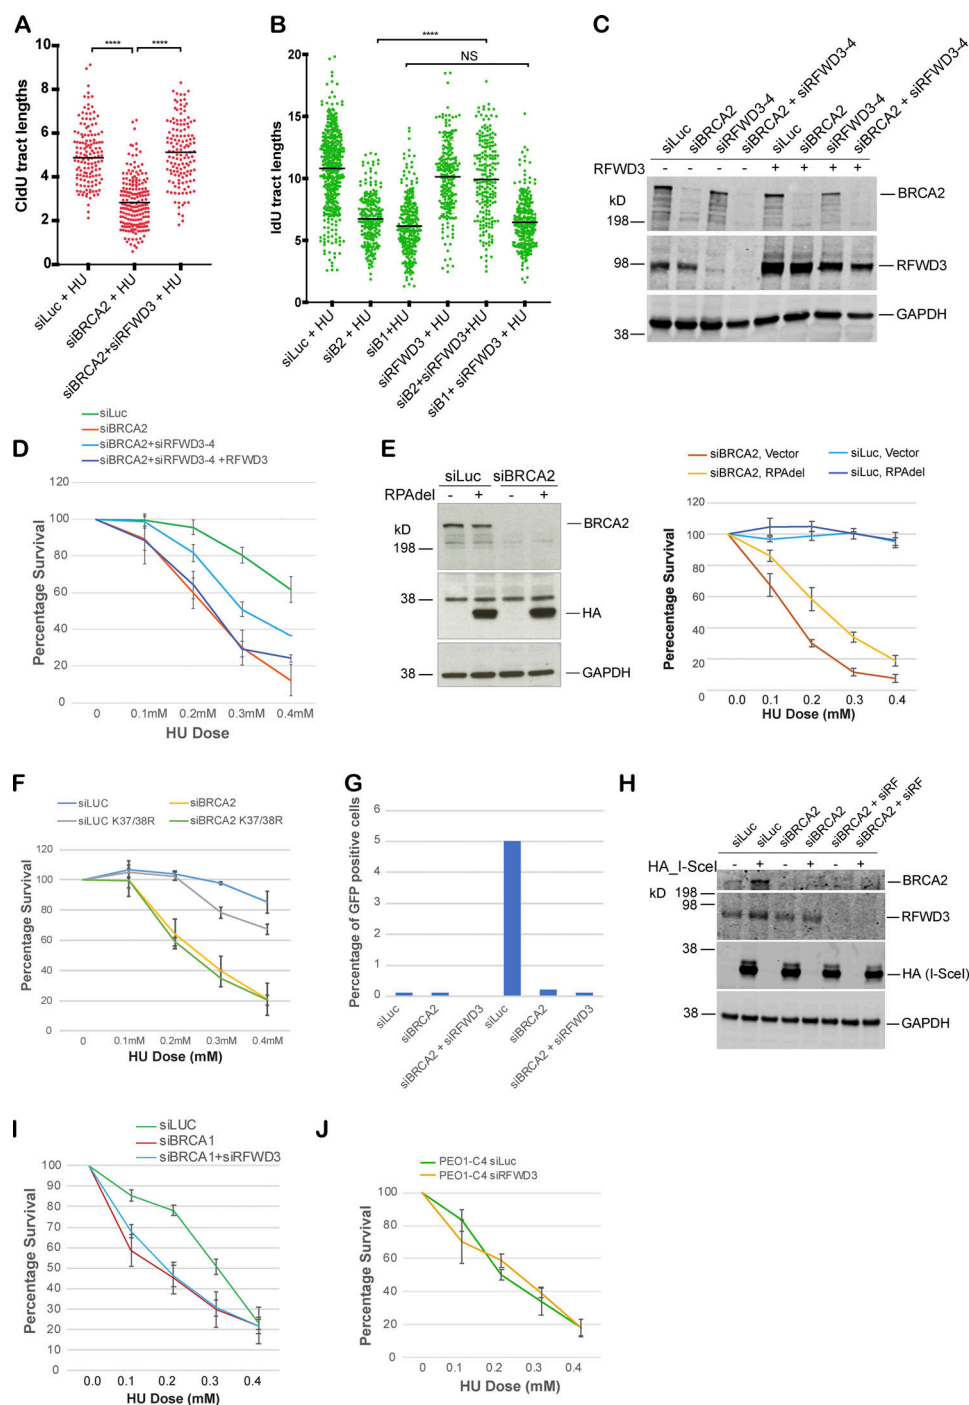 A
CldU tract lengths
10
8
6
4
2
0
****
****
siLuc + HU
siBRCA2 + HU
siBRCA2+siRFWD3 + HU
B
IdU tract lengths
20
15
10
5
0
****
NS
siLuc + HU
siB2 + HU
siB1+HU
siRFWD3 + HU
siB2+siRFWD3+HU
siB1+ siRFWD3 + HU
C
siLuc
siBRCA2
siRFWD3-4
siBRCA2 + siRFWD3-4
siLuc
siBRCA2
siRFWD3-4
siBRCA2 + siRFWD3-4
RFWD3 - - - - + + + +
kD
198
98
38
BRCA2
RFWD3
GAPDH
D
siLuc
siBRCA2
siBRCA2+siRFWD3-4
siBRCA2+siRFWD3-4 +RFWD3
Percentage Survival
120
100
80
60
40
20
0
0 0.1mM 0.2mM 0.3mM 0.4mM
HU Dose
E
siLuc siBRCA2
RPAdel - + - +
kD
198
38
38
BRCA2
HA
GAPDH
siBRCA2, Vector
siLuc, Vector
siBRCA2, RPAdel
siLuc, RPAdel
Perecentage Survival
120
100
80
60
40
20
0
0.0 0.1 0.2 0.3 0.4
HU Dose (mM)
F
siLUC
siBRCA2
siLUC K37/38R
siBRCA2 K37/38R
Percentage Survival
120
100
80
60
40
20
0
0 0.1mM 0.2mM 0.3mM 0.4mM
HU Dose (mM)
G
Percentage of GFP positive cells
6
5
4
3
2
1
0
siLuc
siBRCA2
siBRCA2 + siRFWD3
siLuc
siBRCA2
siBRCA2 + siRFWD3
H
siLuc
siLuc
siBRCA2
siBRCA2
siBRCA2 + siRF
siBRCA2 + siRF
HA_I-SceI - + - + - +
kD
198
98
38
38
BRCA2
RFWD3
HA (I-SceI)
GAPDH
I
siLUC
siBRCA1
siBRCA1+siRFWD3
Percentage Survival
100
90
80
70
60
50
40
30
20
10
0
0.0 0.1 0.2 0.3 0.4
HU Dose (mM)
J
PEO1-C4 siLuc
PEO1-C4 siRFWD3
Percentage Survival
100
80
60
40
20
0
0 0.1 0.2 0.3 0.4
HU Dose (mM)